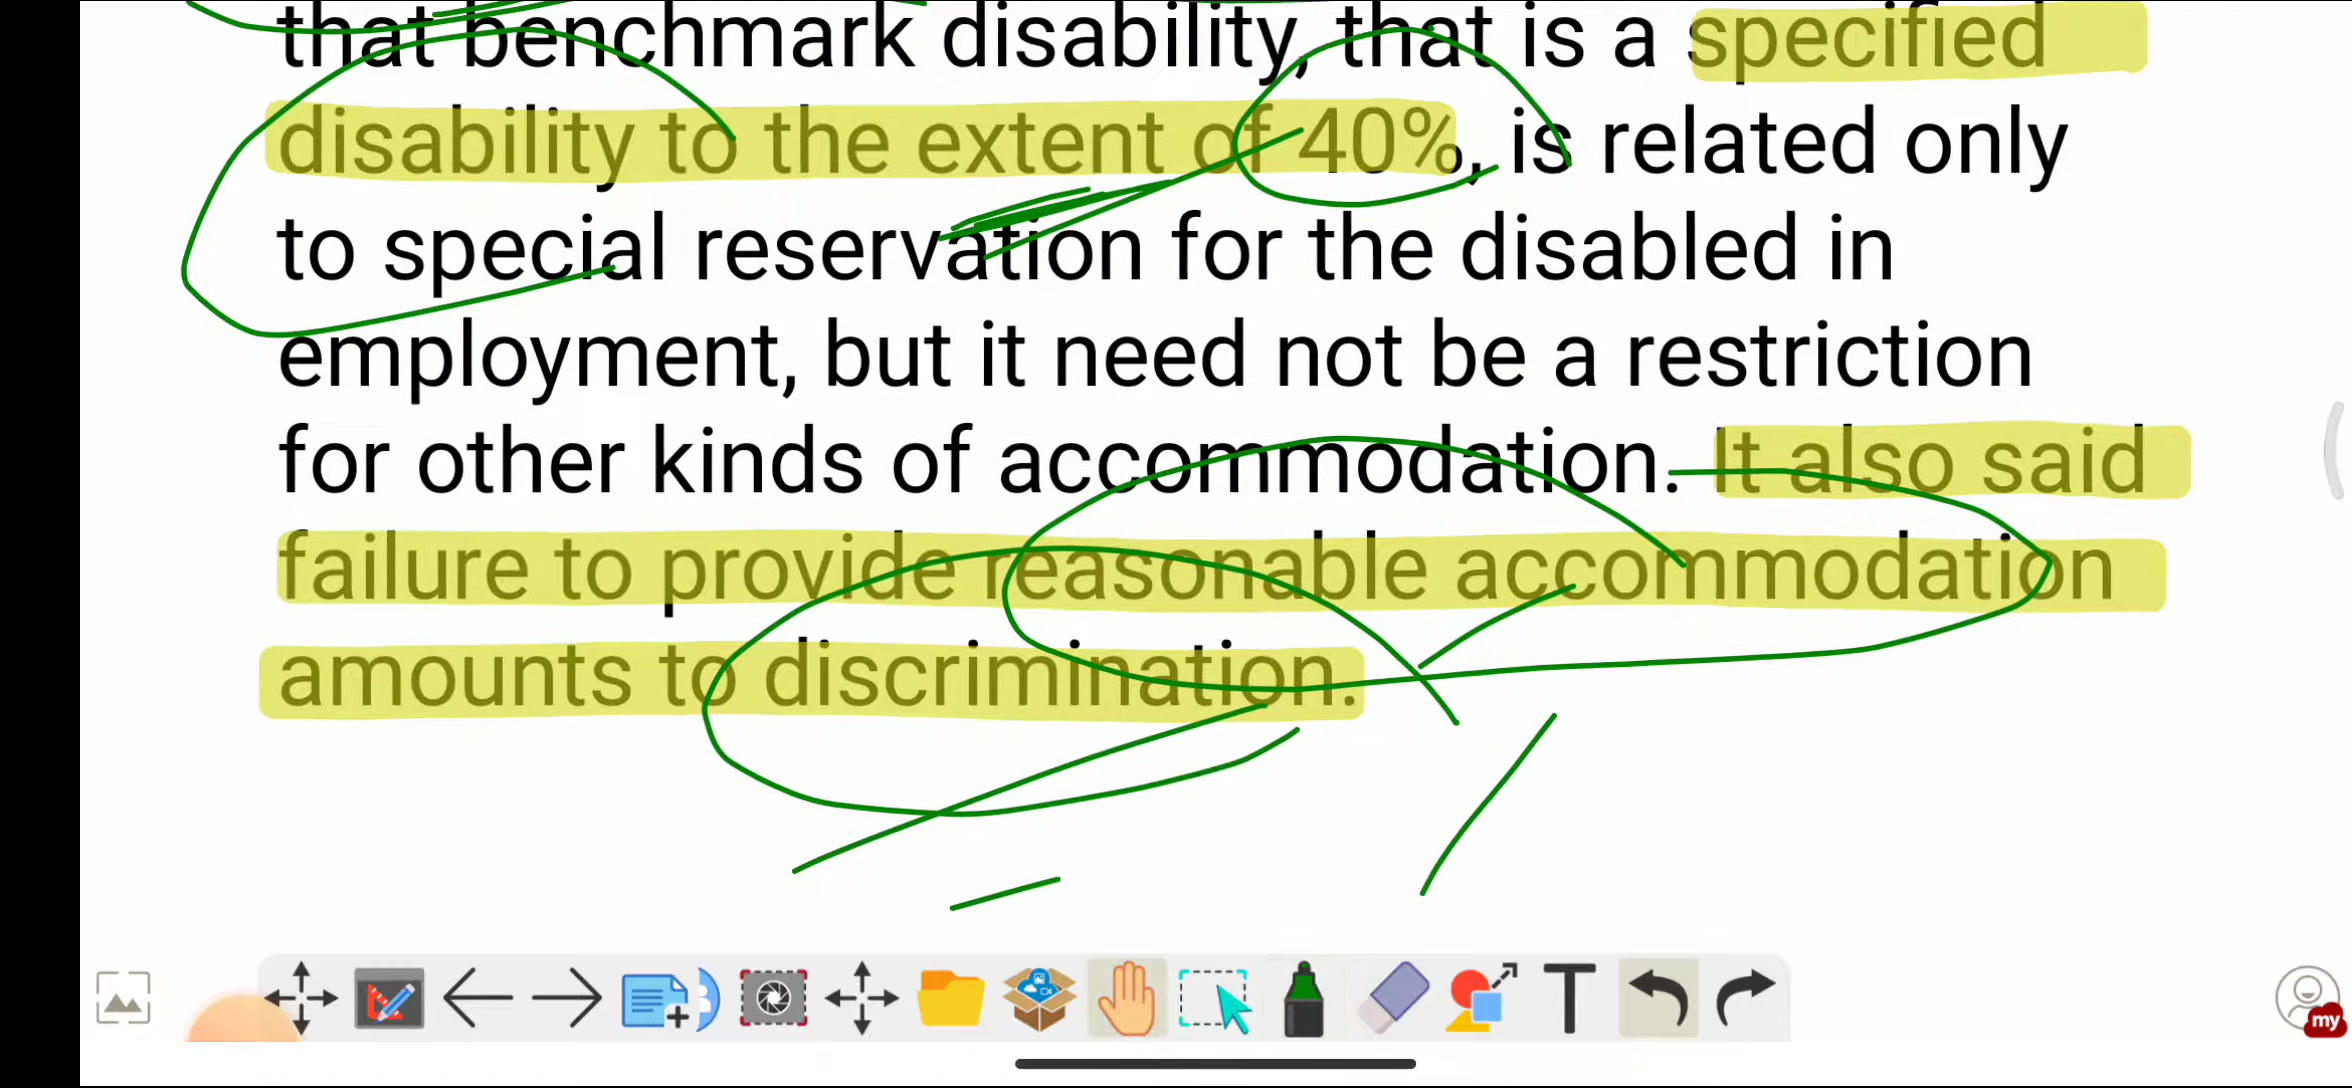 that benchmark disability, that is a specified
disability to the extent of 40%, is related only
to special reservation for the disabled in
employment, but it need not be a restriction
for other kinds of accommodation. It also said
failure to provide reasonable accommodation
amounts to discrimination.
T
my